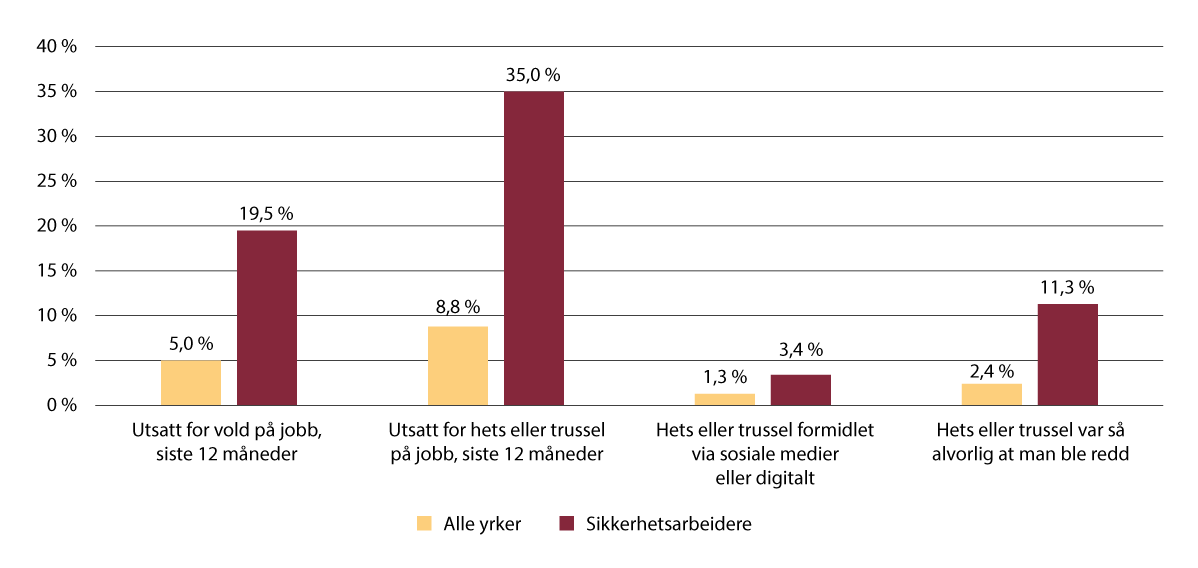 40 %
35 %
30 %
25 %
20 %
15 %
10 %
5 %
0 %
5,0 %
19,5 %
8,8 %
35,0 %
1,3 %
3,4 %
2,4 %
11,3 %
Utsatt for vold på jobb,
siste 12 måneder
Utsatt for hets eller trussel
på jobb, siste 12 måneder
Hets eller trussel formidlet
via sosiale medier
eller digitalt
Hets eller trussel var så
alvorlig at man ble redd
Alle yrker
Sikkerhetsarbeidere